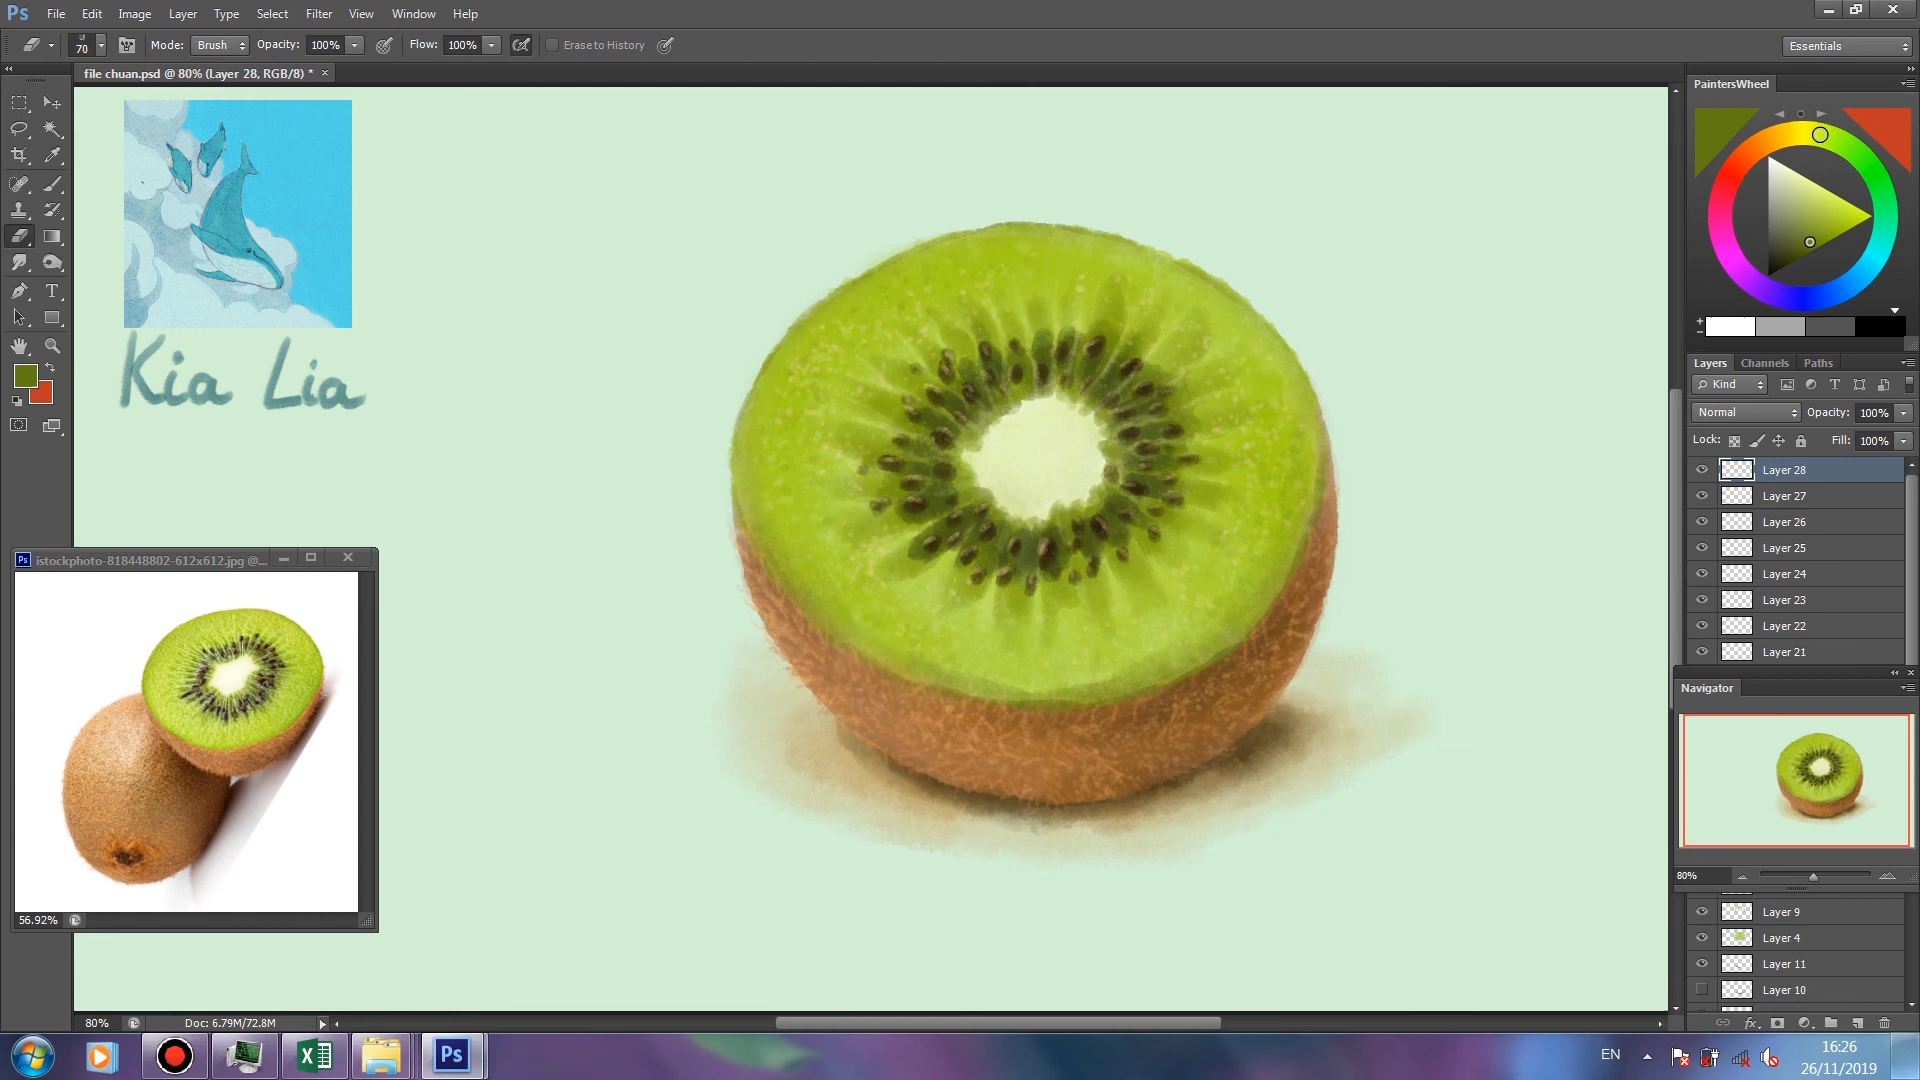 Ps File Edit Image Layer Type Select Filter View Window Help
70 Mode: Brush Opacity: 100% Flow: 100% Erase to History Essentials
file chuan.psd @ 80% (Layer 28, RGB/8) * ×
PaintersWheel
Kia Lia
Layers Channels Paths
Kind
Normal Opacity: 100%
Lock: Fill: 100%
Layer 28
Layer 27
Layer 26
Layer 25
Layer 24
Layer 23
Layer 22
Layer 21
Ps istockphoto-818448802-612x612.jpg @...
56.92%
Navigator
80%
Layer 9
Layer 4
Layer 11
Layer 10
80% Doc: 6.79M/72.8M
fx
Ps
EN
16:26
26/11/2019